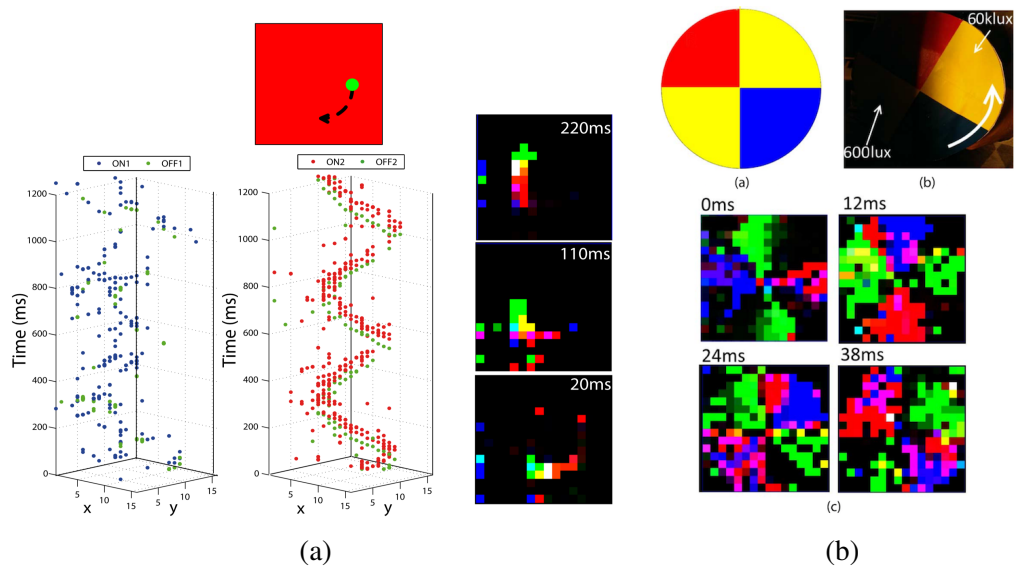 ON1 OFF1
1200
1000
800
600
400
200
0
Time (ms)
5
10
15
x
5
10
15
y
ON2 OFF2
1200
1000
800
600
400
200
0
Time (ms)
5
10
15
x
5
10
15
y
220ms
110ms
20ms
(a)
60klux
600lux
(a)
(b)
0ms
12ms
24ms
38ms
(c)
(b)